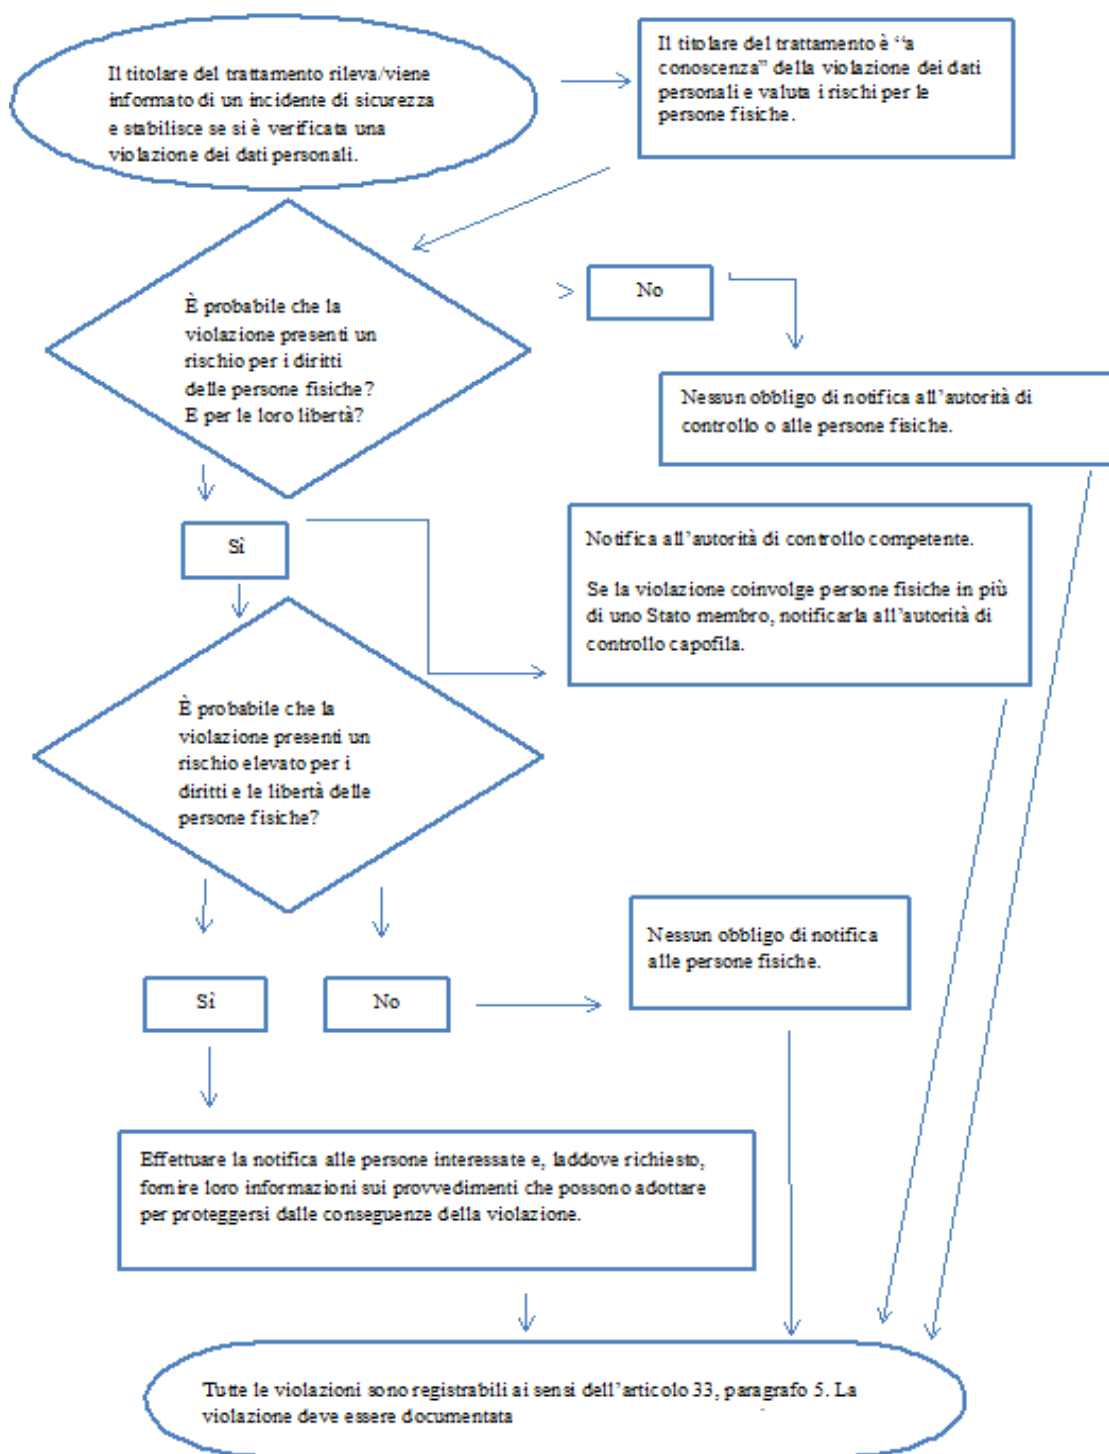 Il titolare del trattamento rileva/viene
informato di un incidente di sicurezza
e stabilisce se si è verificata una
violazione dei dati personali.
Il titolare del trattamento è “a
conoscenza” della violazione dei dati
personali e valuta i rischi per le
persone fisiche.
È probabile che la
violazione presenti un
rischio per i diritti
delle persone fisiche?
E per le loro libertà?
No
Nessun obbligo di notifica all’autorità di
controllo o alle persone fisiche.
Sì
Notifica all’autorità di controllo competente.
Se la violazione coinvolge persone fisiche in più
di uno Stato membro, notificarla all’autorità di
controllo capofila.
È probabile che la
violazione presenti un
rischio elevato per i
diritti e le libertà delle
persone fisiche?
Sì
No
Nessun obbligo di notifica
alle persone fisiche.
Effettuare la notifica alle persone interessate e, laddove richiesto,
fornire loro informazioni sui provvedimenti che possono adottare
per proteggersi dalle conseguenze della violazione.
Tutte le violazioni sono registrabili ai sensi dell’articolo 33, paragrafo 5. La
violazione deve essere documentata